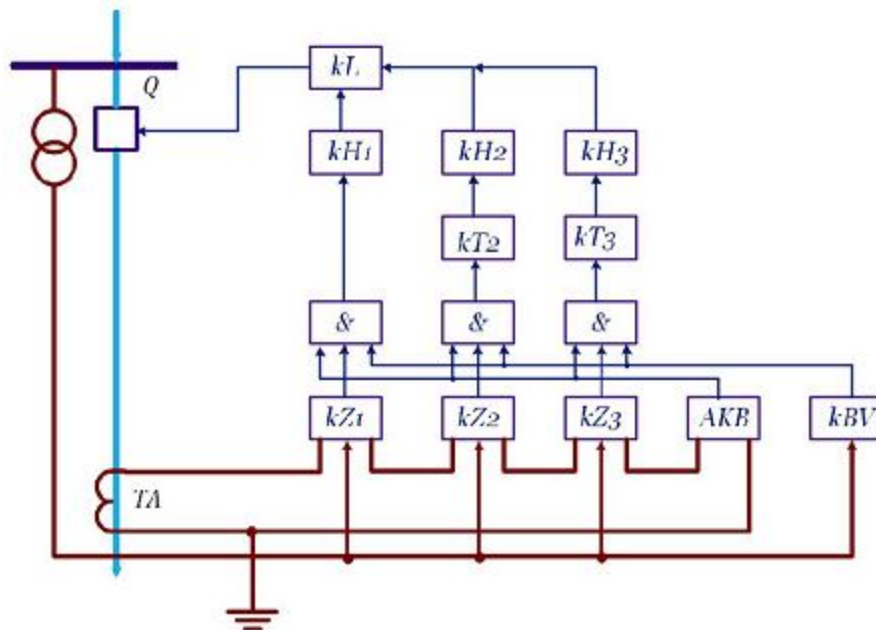 Q
kL
kH1 kH2 kH3
kT2 kT3
& & &
kZ1 kZ2 kZ3 AKB kBV
TA